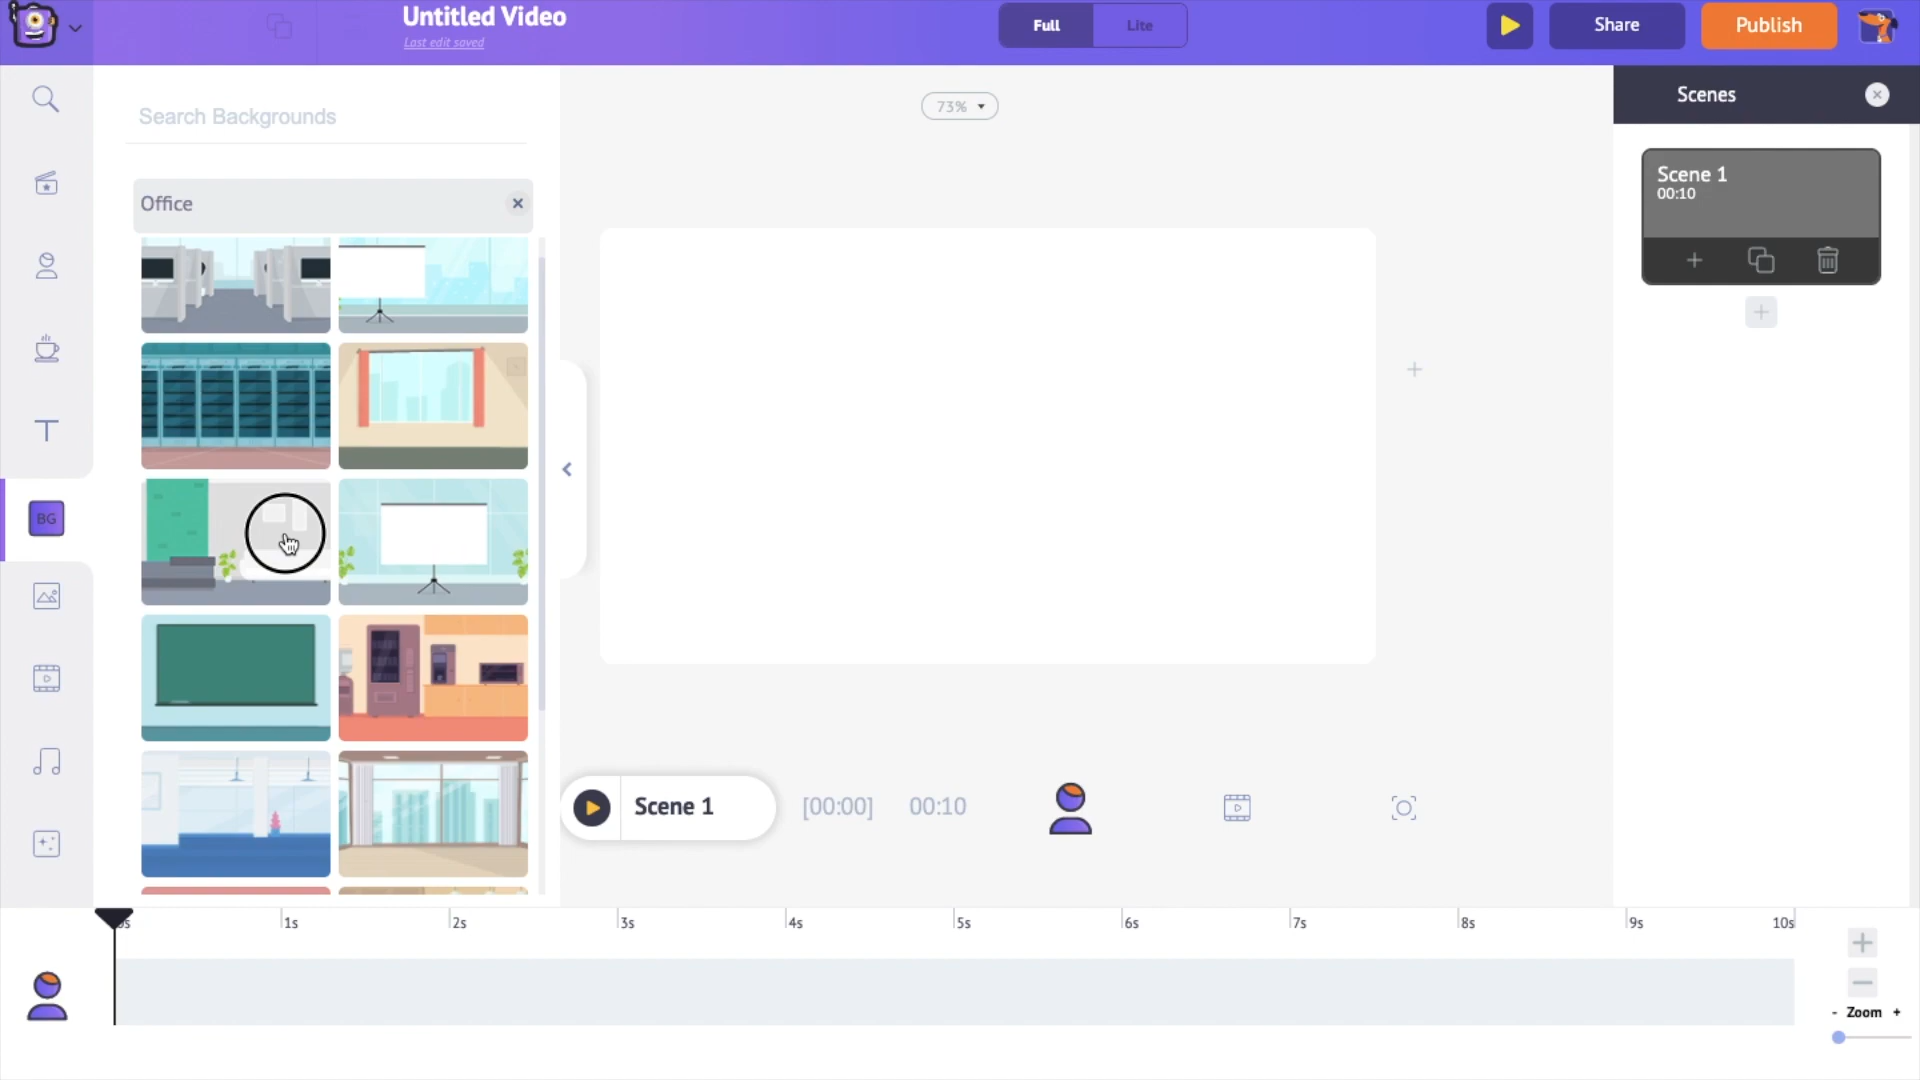 Untitled Video
Last edit saved
Full
Lite
Share
Publish
Search Backgrounds
73%
Scenes
Office
Scene 1
00:10
BG
Scene 1
[00:00]
00:10
1s
2s
3s
4s
5s
6s
7s
8s
9s
10s
- Zoom +